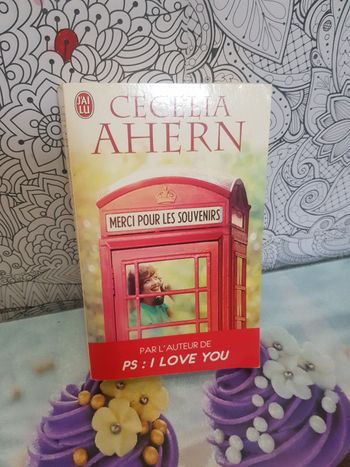 J'AI
LU
CECELIA
AHERN
MERCI POUR LES SOUVENIRS
PAR L'AUTEUR DE
PS : I LOVE YOU